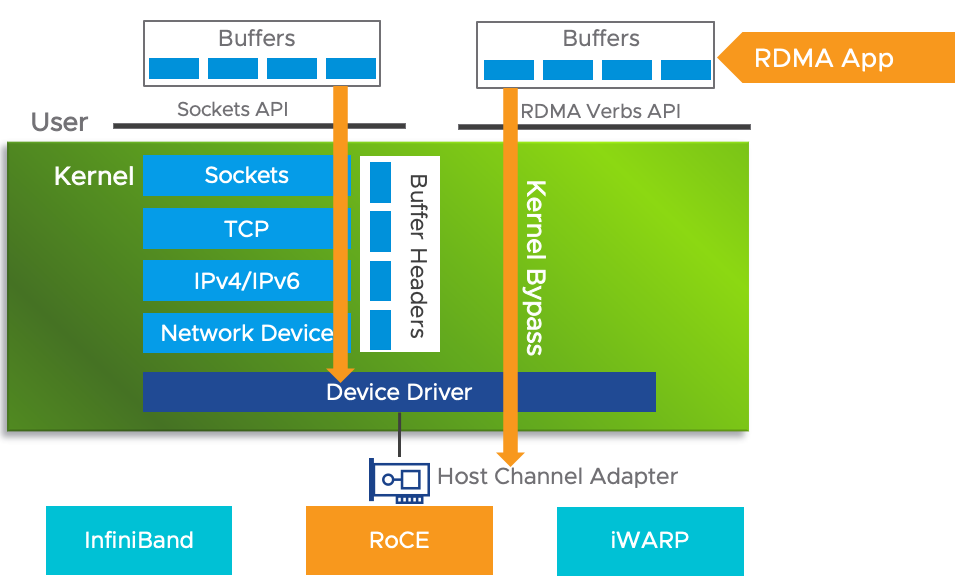 Buffers
Buffers
RDMA App
Sockets API
RDMA Verbs API
User
Kernel
Sockets
TCP
IPv4/IPv6
Network Device
Buffer Headers
Kernel Bypass
Device Driver
Host Channel Adapter
InfiniBand
RoCE
iWARP